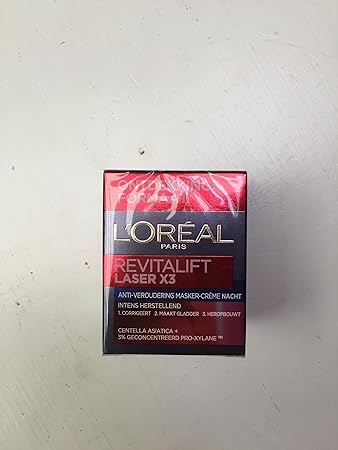 ONTDEKKING
FORMAAT
L'ORÉAL
PARIS
REVITALIFT
LASER X3
ANTI-VEROUDERING MASKER-CRÈME NACHT
INTENS HERSTELLEND
1. CORRIGEERT 2. MAAKT GLADDER 3. HEROPBOUWT
CENTELLA ASIATICA +
3% GECONCENTREERD PRO-XYLANE™